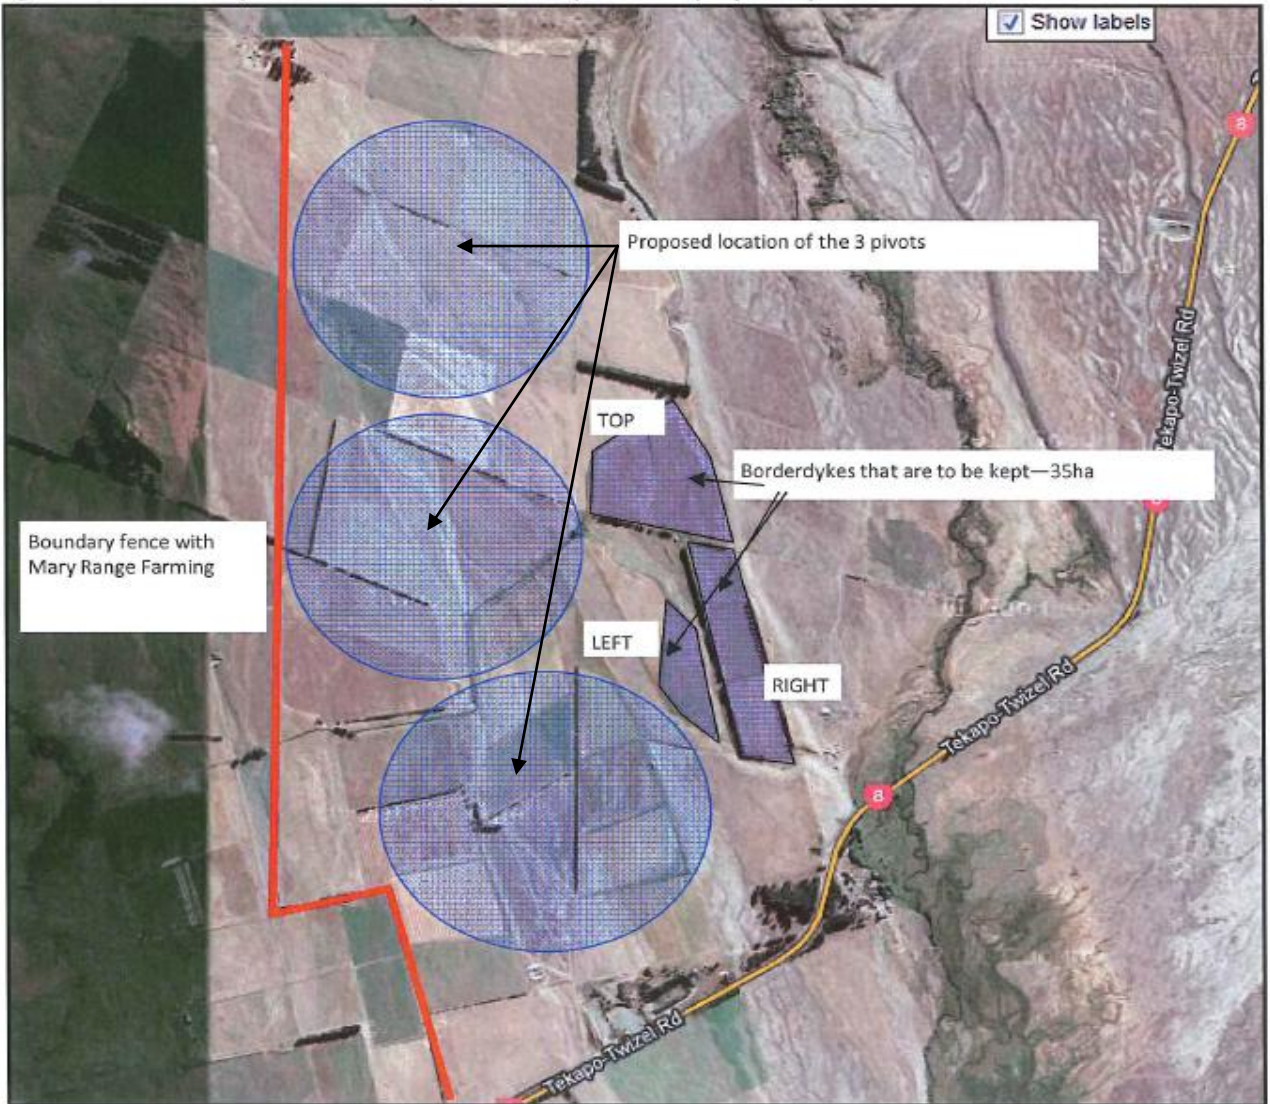 Show labels
8
Proposed location of the 3 pivots
Tekapo-Twizel Rd
TOP
Borderdykes that are to be kept—35ha
Boundary fence with
Mary Range Farming
LEFT
RIGHT
Tekapo-Twizel Rd
8
Tekapo-Twizel Rd